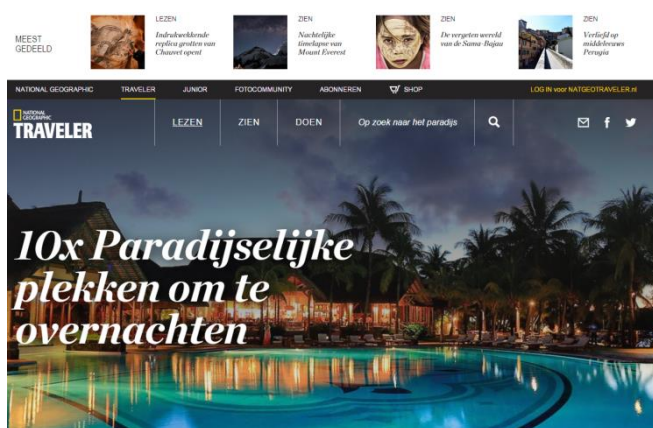 MEEST
GEDEELD
LEZEN
Indrukwekkende
replica grotten van
Chauvet opent
ZIEN
Nachtelijke
timelapse van
Mount Everest
ZIEN
De vergeten wereld
van de Sama-Bajau
ZIEN
Verliefd op
middeleeuws
Perugia
NATIONAL GEOGRAPHIC TRAVELER JUNIOR FOTOCOMMUNITY ABONNEREN SHOP LOG IN voor NATGEOTRAVELER.nl
NATIONAL
GEOGRAPHIC
TRAVELER
LEZEN ZIEN DOEN Op zoek naar het paradijs
10x Paradijselijke
plekken om te
overnachten